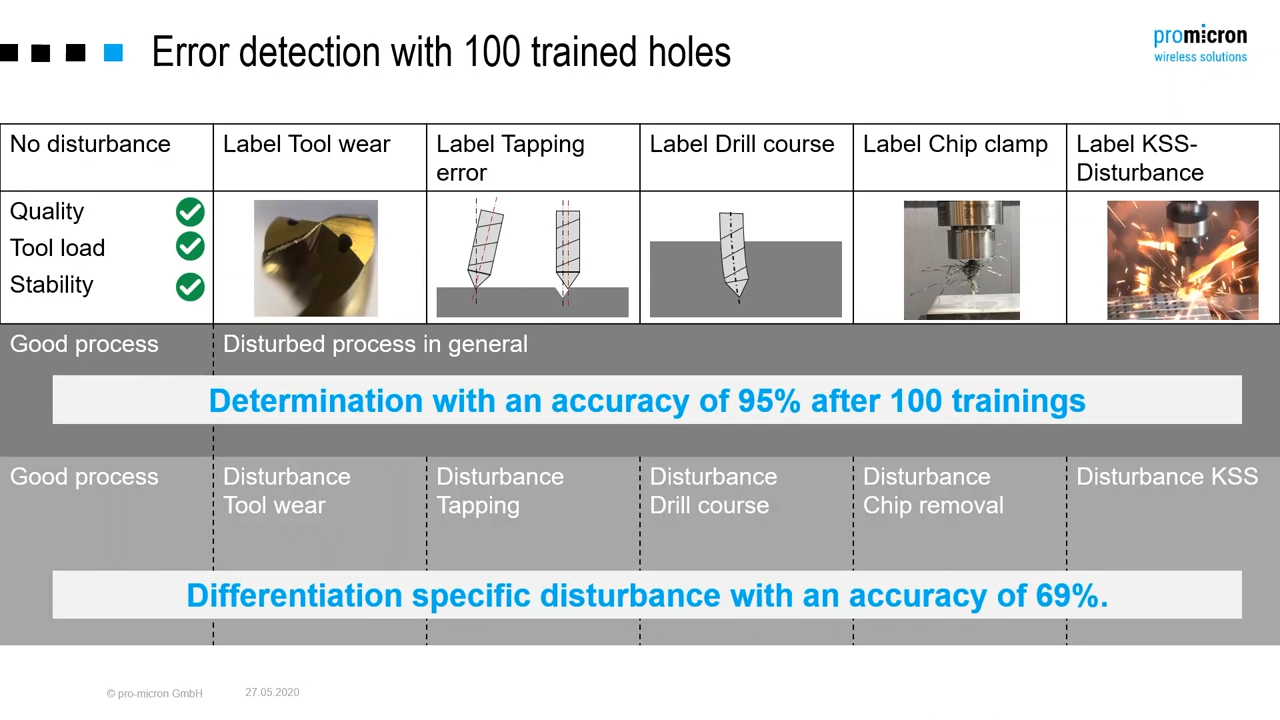 Error detection with 100 trained holes
promicron
wireless solutions
No disturbance
Label Tool wear
Label Tapping
error
Label Drill course
Label Chip clamp
Label KSS-
Disturbance
Quality
Tool load
Stability
Good process
Disturbed process in general
Determination with an accuracy of 95% after 100 trainings
Good process
Disturbance
Tool wear
Disturbance
Tapping
Disturbance
Drill course
Disturbance
Chip removal
Disturbance KSS
Differentiation specific disturbance with an accuracy of 69%.
© pro-micron GmbH
27.05.2020